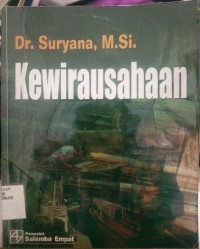 Dr. Suryana, M.Si.
Kewirausahaan
Penerbit
Salemba Empat